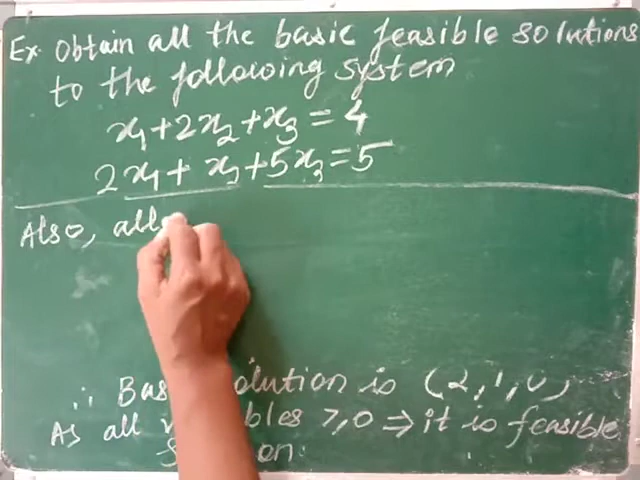 Ex. Obtain all the basic feasible solutions
to the following system
x₁+2x₂+x₃=4
2x₁+x₂+5x₃=5
Also, all
∴ Bas olution is (2,1,0)
As all bles ≥0 ⇒ it is feasible
on.